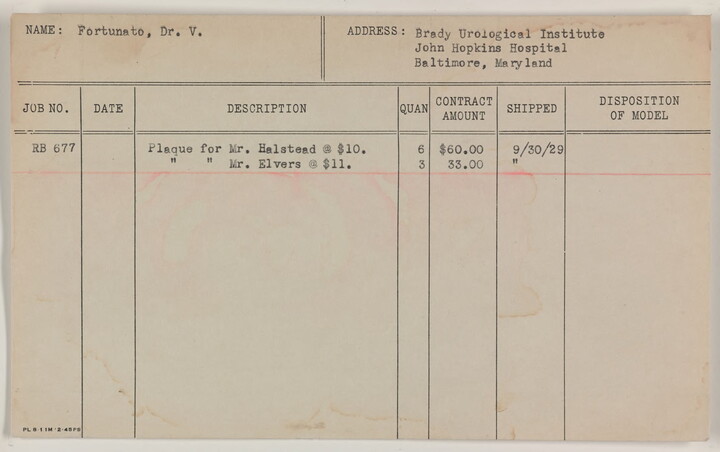 NAME: Fortunato, Dr. V.
ADDRESS: Brady Urological Institute
John Hopkins Hospital
Baltimore, Maryland
JOB NO. DATE DESCRIPTION QUAN CONTRACT AMOUNT SHIPPED DISPOSITION OF MODEL
RB 677 Plaque for Mr. Halstead @ $10. 6 $60.00 9/30/29
" " Mr. Elvers @ $11. 3 33.00 "